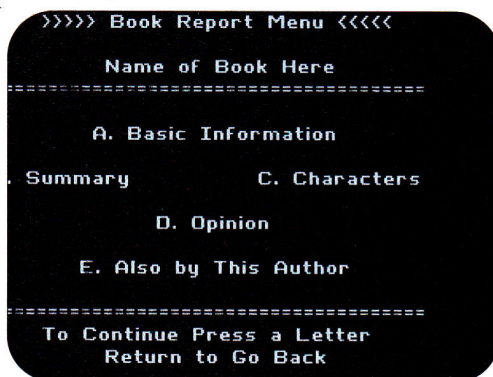 >>>>> Book Report Menu <<<<<
Name of Book Here
==========================================
A. Basic Information
. Summary C. Characters
D. Opinion
E. Also by This Author
==========================================
To Continue Press a Letter
Return to Go Back